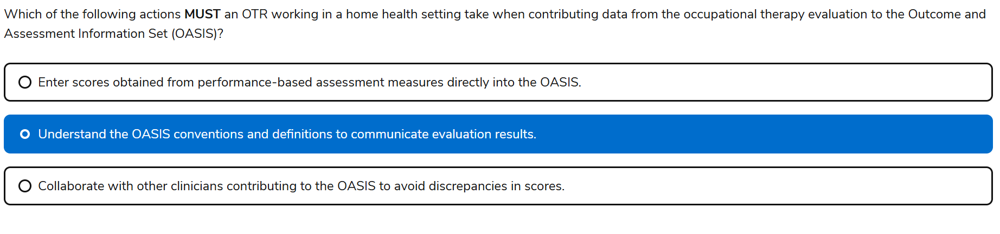 Which of the following actions MUST an OTR working in a home health setting take when contributing data from the occupational therapy evaluation to the Outcome and
Assessment Information Set (OASIS)?
Enter scores obtained from performance-based assessment measures directly into the OASIS.
Understand the OASIS conventions and definitions to communicate evaluation results.
Collaborate with other clinicians contributing to the OASIS to avoid discrepancies in scores.